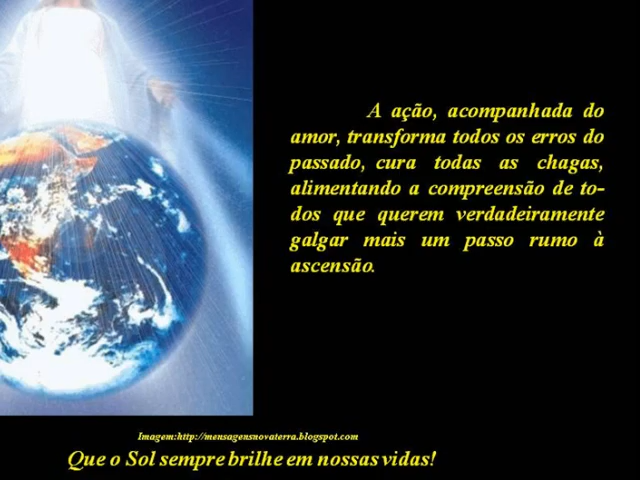 A ação, acompanhada do
amor, transforma todos os erros do
passado, cura todas as chagas,
alimentando a compreensão de to-
dos que querem verdadeiramente
galgar mais um passo rumo à
ascensão.
Imagem:http://mensagensnovaterra.blogspot.com
Que o Sol sempre brilhe em nossas vidas!